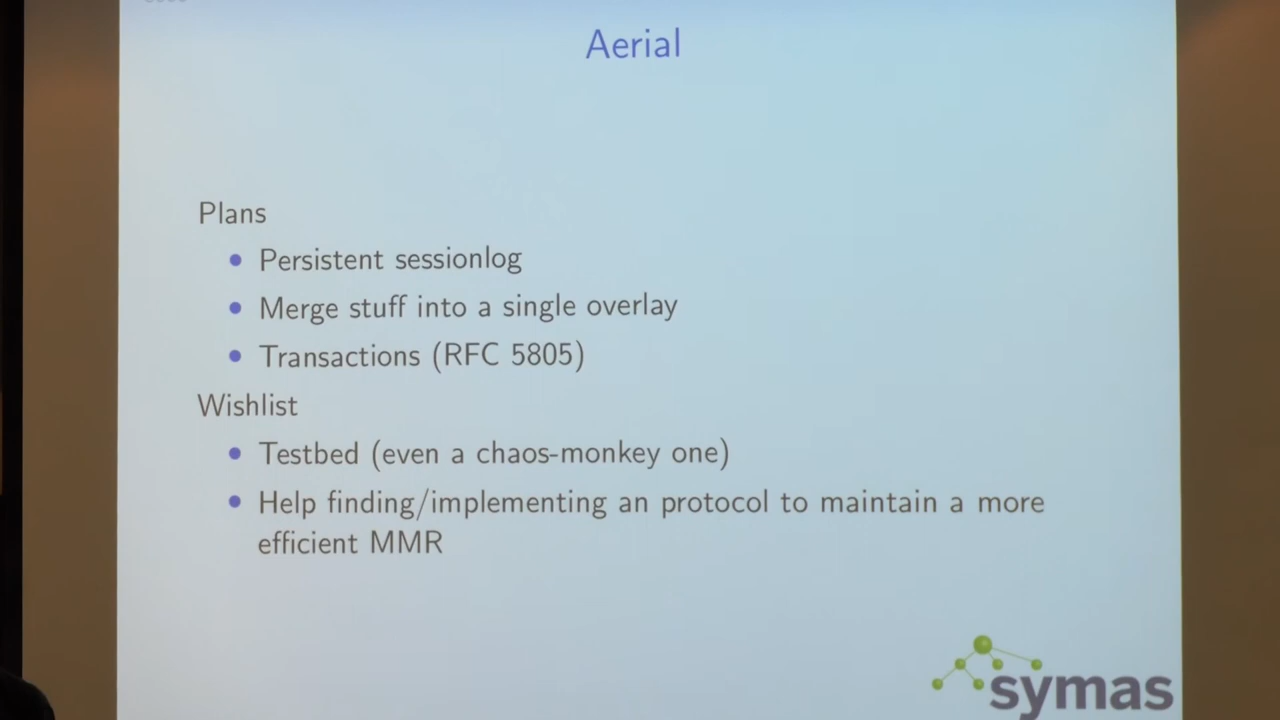 Aerial
Plans
Persistent sessionlog
Merge stuff into a single overlay
Transactions (RFC 5805)
Wishlist
Testbed (even a chaos-monkey one)
Help finding/implementing an protocol to maintain a more
efficient MMR
symas